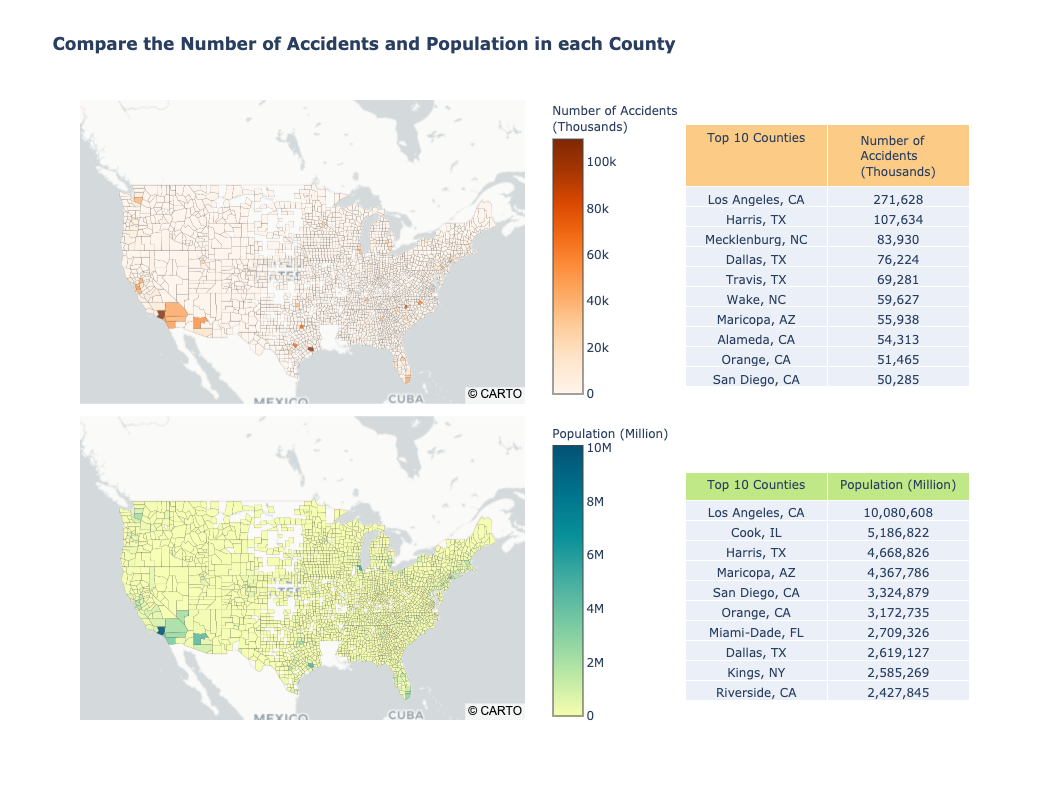 Compare the Number of Accidents and Population in each County
Number of Accidents
(Thousands)
100k
80k
60k
40k
20k
0
MEXICO
CUBA
© CARTO
Top 10 Counties
Number of
Accidents
(Thousands)
Los Angeles, CA 271,628
Harris, TX 107,634
Mecklenburg, NC 83,930
Dallas, TX 76,224
Travis, TX 69,281
Wake, NC 59,627
Maricopa, AZ 55,938
Alameda, CA 54,313
Orange, CA 51,465
San Diego, CA 50,285
Population (Million)
10M
8M
6M
4M
2M
0
MEXICO
CUBA
© CARTO
Top 10 Counties Population (Million)
Los Angeles, CA 10,080,608
Cook, IL 5,186,822
Harris, TX 4,668,826
Maricopa, AZ 4,367,786
San Diego, CA 3,324,879
Orange, CA 3,172,735
Miami-Dade, FL 2,709,326
Dallas, TX 2,619,127
Kings, NY 2,585,269
Riverside, CA 2,427,845